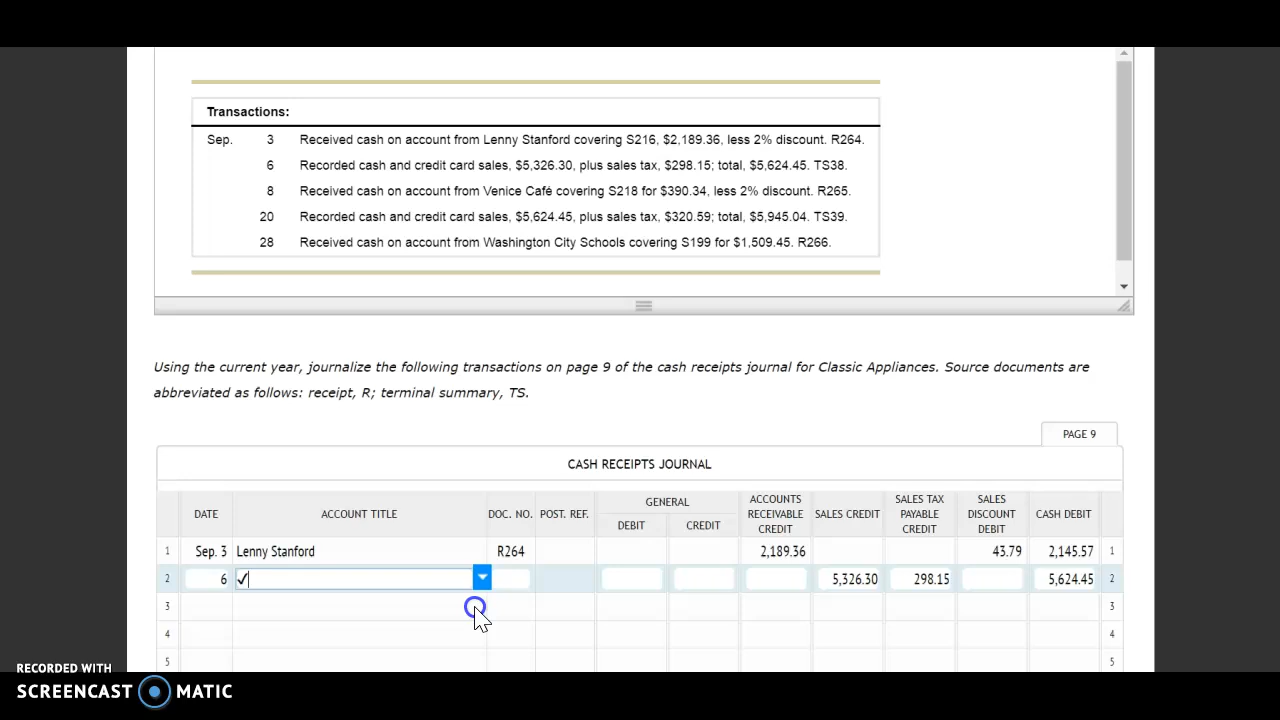 Transactions:
Sep. 3 Received cash on account from Lenny Stanford covering S216, $2,189.36, less 2% discount. R264.
6 Recorded cash and credit card sales, $5,326.30, plus sales tax, $298.15; total, $5,624.45. TS38.
8 Received cash on account from Venice Café covering S218 for $390.34, less 2% discount. R265.
20 Recorded cash and credit card sales, $5,624.45, plus sales tax, $320.59; total, $5,945.04. TS39.
28 Received cash on account from Washington City Schools covering S199 for $1,509.45. R266.
Using the current year, journalize the following transactions on page 9 of the cash receipts journal for Classic Appliances. Source documents are
abbreviated as follows: receipt, R; terminal summary, TS.
PAGE 9
CASH RECEIPTS JOURNAL
DATE ACCOUNT TITLE DOC. NO. POST. REF. GENERAL DEBIT CREDIT ACCOUNTS RECEIVABLE CREDIT SALES CREDIT SALES TAX PAYABLE CREDIT SALES DISCOUNT DEBIT CASH DEBIT
1 Sep. 3 Lenny Stanford R264 2,189.36 43.79 2,145.57 1
2 6 ✓ 5,326.30 298.15 5,624.45 2
3 3
4 4
5 5
RECORDED WITH
SCREENCAST MATIC